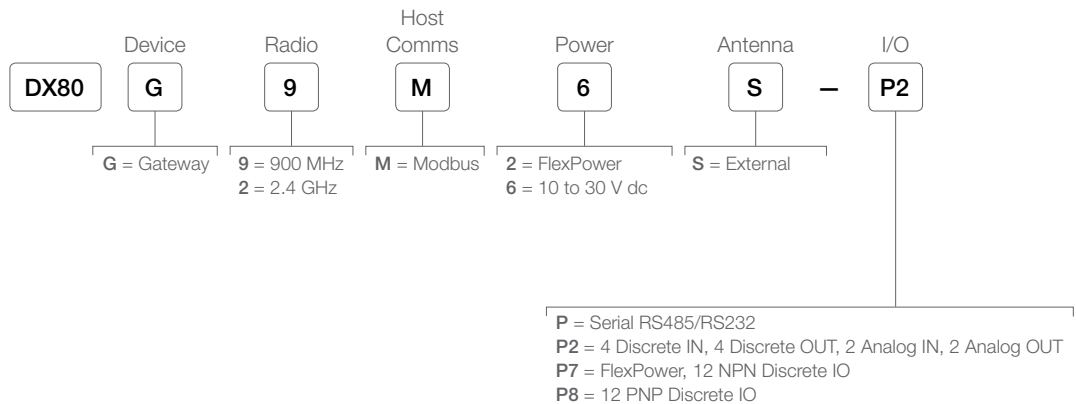 Host
Device Radio Comms Power Antenna I/O
DX80 G 9 M 6 S – P2
G = Gateway 9 = 900 MHz M = Modbus 2 = FlexPower S = External
2 = 2.4 GHz 6 = 10 to 30 V dc
P = Serial RS485/RS232
P2 = 4 Discrete IN, 4 Discrete OUT, 2 Analog IN, 2 Analog OUT
P7 = FlexPower, 12 NPN Discrete IO
P8 = 12 PNP Discrete IO